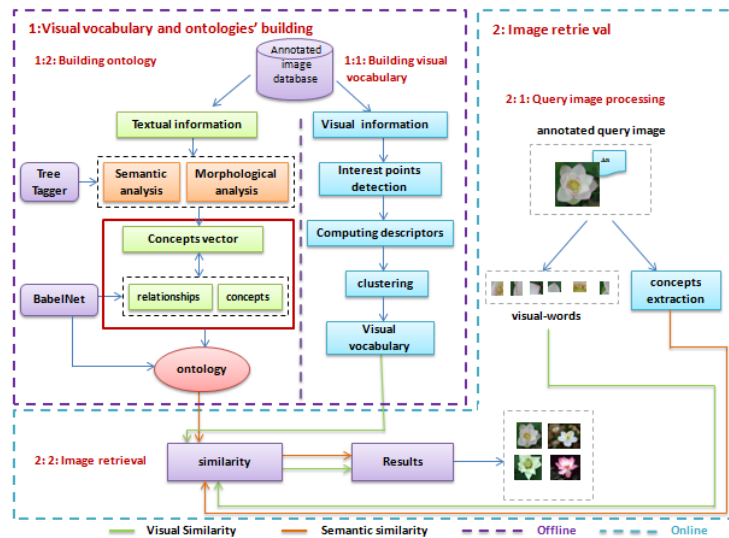 1:Visual vocabulary and ontologies' building
1:2: Building ontology
Annotated
image
database
1:1: Building visual
vocabulary
Textual information
Visual information
Tree
Tagger
Semantic
analysis
Morphological
analysis
Interest points
detection
Concepts vector
Computing descriptors
BabelNet
relationships
concepts
clustering
Visual
vocabulary
ontology
2: Image retrie val
2: 1: Query image processing
annotated query image
visual-words
concepts
extraction
2: 2: Image retrieval
similarity
Results
Visual Similarity
Semantic similarity
Offline
Online